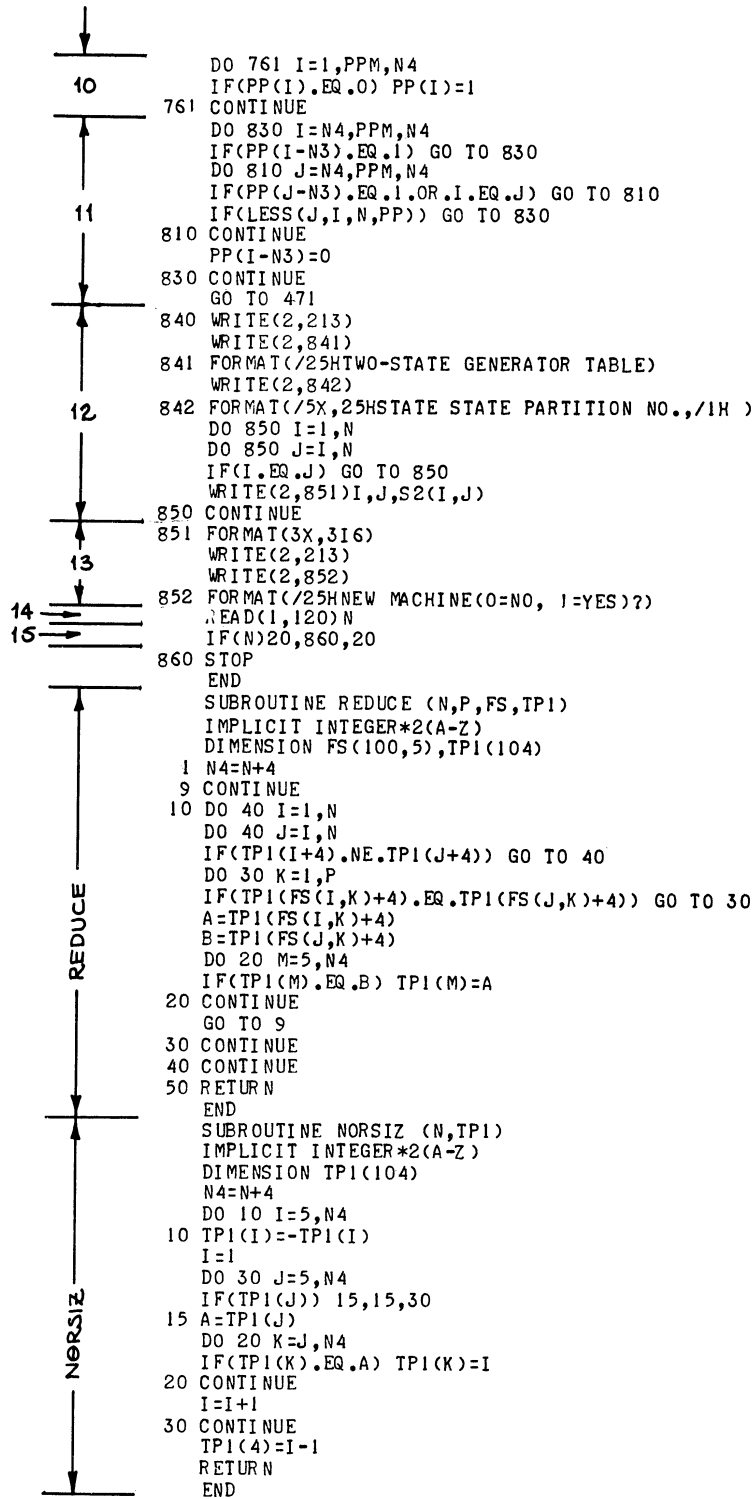 DO 761 I=1,PPM,N4
10
IF(PP(I).EQ.0) PP(I)=1
761 CONTINUE
DO 830 I=N4,PPM,N4
IF(PP(I-N3).EQ.1) GO TO 830
DO 810 J=N4,PPM,N4
IF(PP(J-N3).EQ.1.OR.I.EQ.J) GO TO 810
11
IF(LESS(J,I,N,PP)) GO TO 830
810 CONTINUE
PP(I-N3)=0
830 CONTINUE
GO TO 471
840 WRITE(2,213)
WRITE(2,841)
841 FORMAT(/25HTWO-STATE GENERATOR TABLE)
WRITE(2,842)
12
842 FORMAT(/5X,25HSTATE STATE PARTITION NO.,/1H )
DO 850 I=1,N
DO 850 J=I,N
IF(I.EQ.J) GO TO 850
WRITE(2,851)I,J,S2(I,J)
850 CONTINUE
851 FORMAT(3X,3I6)
13
WRITE(2,213)
WRITE(2,852)
852 FORMAT(/25HNEW MACHINE(0=NO, 1=YES)?)
14
READ(1,120)N
15
IF(N)20,860,20
860 STOP
END
SUBROUTINE REDUCE (N,P,FS,TP1)
IMPLICIT INTEGER*2(A-Z)
DIMENSION FS(100,5),TP1(104)
1 N4=N+4
9 CONTINUE
10 DO 40 I=1,N
DO 40 J=I,N
IF(TP1(I+4).NE.TP1(J+4)) GO TO 40
DO 30 K=1,P
REDUCE
IF(TP1(FS(I,K)+4).EQ.TP1(FS(J,K)+4)) GO TO 30
A=TP1(FS(I,K)+4)
B=TP1(FS(J,K)+4)
DO 20 M=5,N4
IF(TP1(M).EQ.B) TP1(M)=A
20 CONTINUE
GO TO 9
30 CONTINUE
40 CONTINUE
50 RETURN
END
SUBROUTINE NORSIZ (N,TP1)
IMPLICIT INTEGER*2(A-Z)
DIMENSION TP1(104)
N4=N+4
DO 10 I=5,N4
10 TP1(I)=-TP1(I)
I=1
DO 30 J=5,N4
NORSIZ
IF(TP1(J)) 15,15,30
15 A=TP1(J)
DO 20 K=J,N4
IF(TP1(K).EQ.A) TP1(K)=I
20 CONTINUE
I=I+1
30 CONTINUE
TP1(4)=I-1
RETURN
END